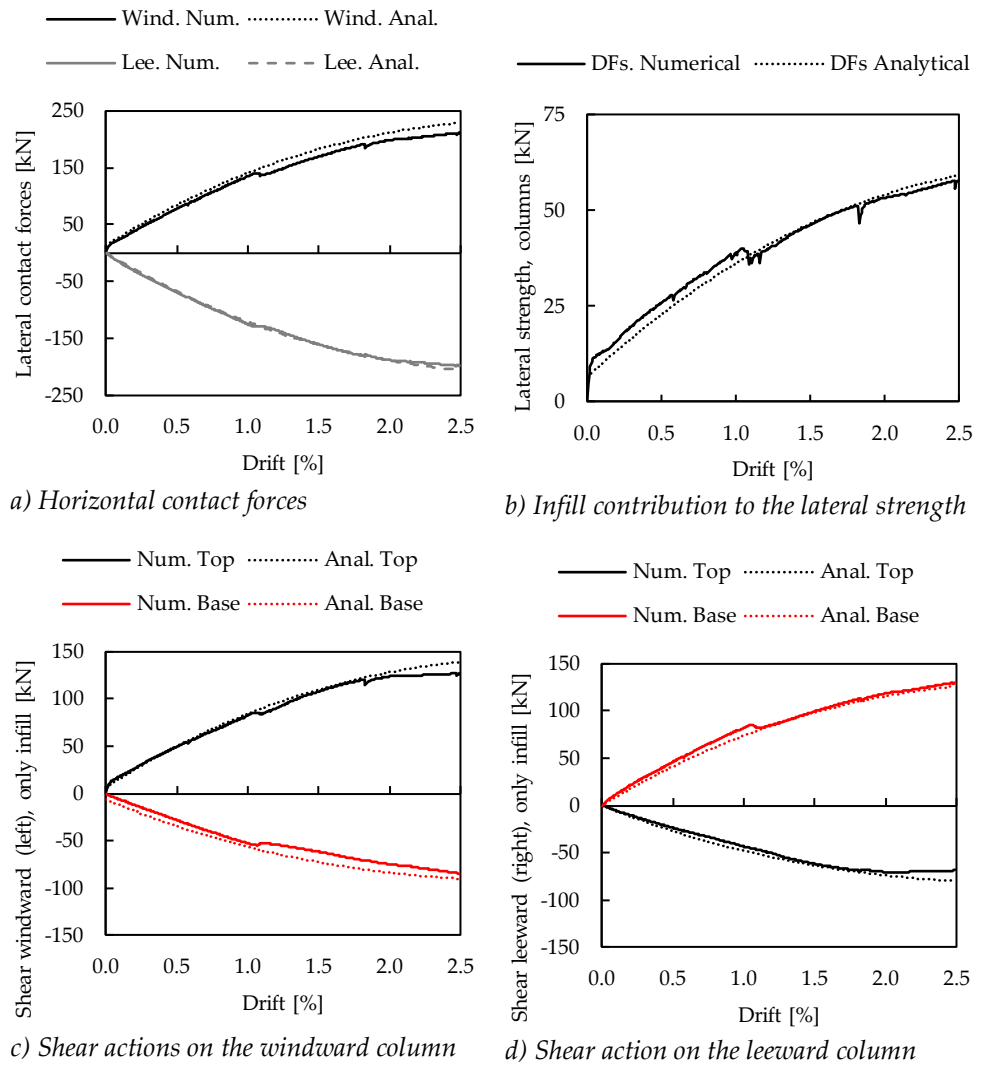 Wind. Num. Wind. Anal.
Lee. Num. Lee. Anal.
Lateral contact forces [kN]
250
150
50
-50
-150
-250
0.0 0.5 1.0 1.5 2.0 2.5
Drift [%]
a) Horizontal contact forces
DFs. Numerical DFs Analytical
Lateral strength, columns [kN]
75
50
25
0
0.0 0.5 1.0 1.5 2.0 2.5
Drift [%]
b) Infill contribution to the lateral strength
Num. Top Anal. Top
Num. Base Anal. Base
Shear windward (left), only infill [kN]
150
100
50
0
-50
-100
-150
0.0 0.5 1.0 1.5 2.0 2.5
Drift [%]
c) Shear actions on the windward column
Num. Top Anal. Top
Num. Base Anal. Base
Shear leeward (right), only infill [kN]
150
100
50
0
-50
-100
-150
0.0 0.5 1.0 1.5 2.0 2.5
Drift [%]
d) Shear action on the leeward column